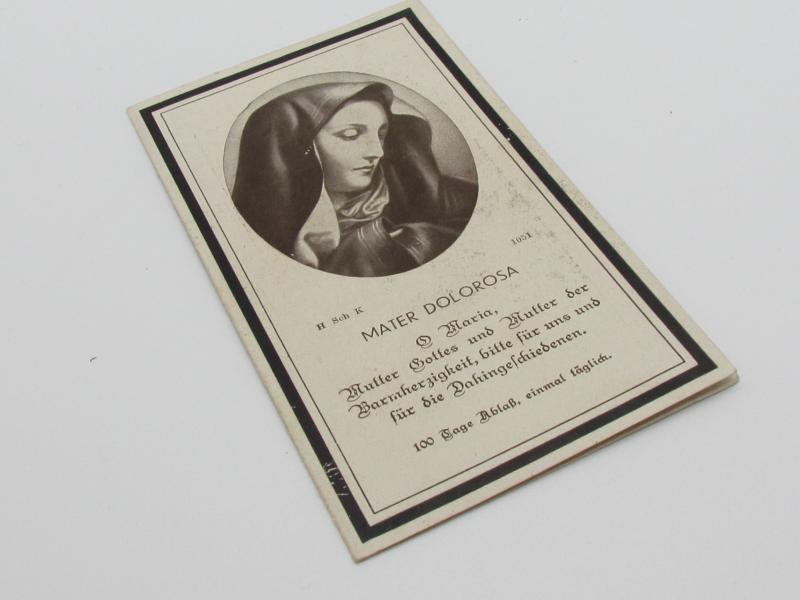 H Sch K 1051
MATER DOLOROSA
O Maria,
Mutter Gottes und Mutter der
Barmherzigkeit, bitte für uns und
für die Dahingeschiedenen.
100 Tage Ablaß, einmal täglich.